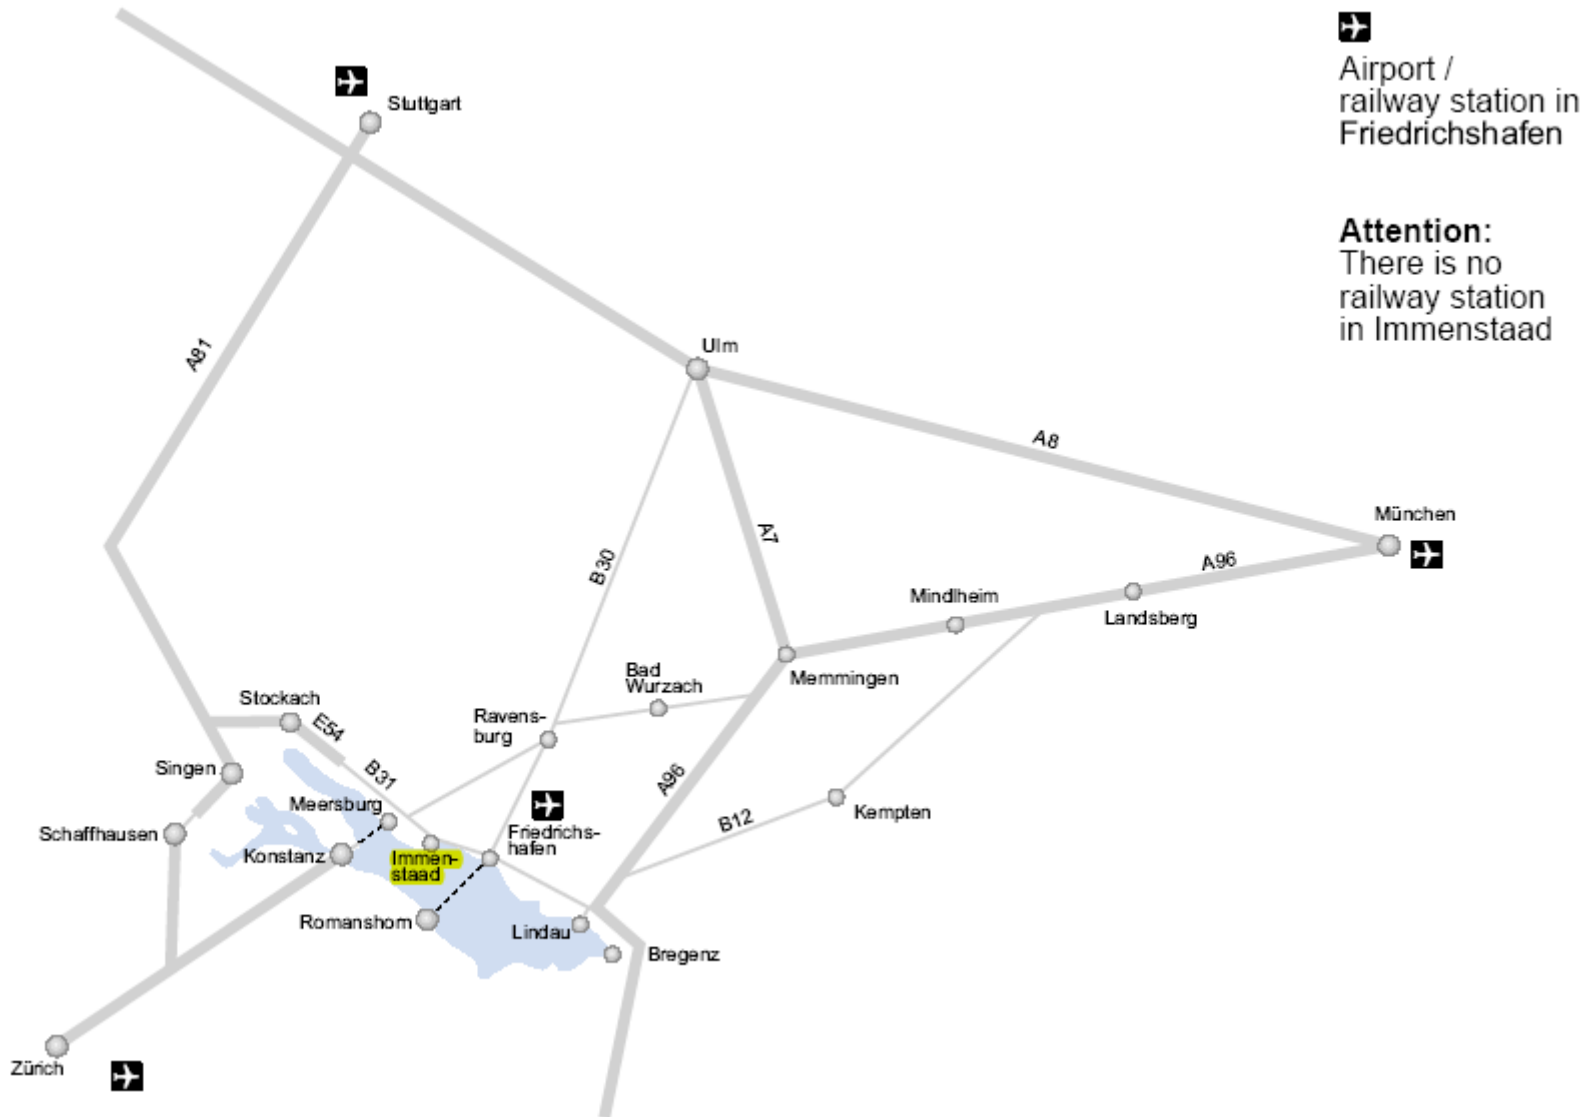 Airport /
railway station in
Friedrichshafen
Attention:
There is no
railway station
in Immenstaad
Stuttgart
A81
Ulm
A8
München
A7
B30
A96
Mindlheim
Landsberg
Memmingen
Bad
Wurzach
Stockach
E54
Ravens-
burg
Singen
B31
A96
Meersburg
B12
Kempten
Schaffhausen
Friedrichs-
hafen
Konstanz
Immen-
staad
Romanshorn
Lindau
Bregenz
Zürich